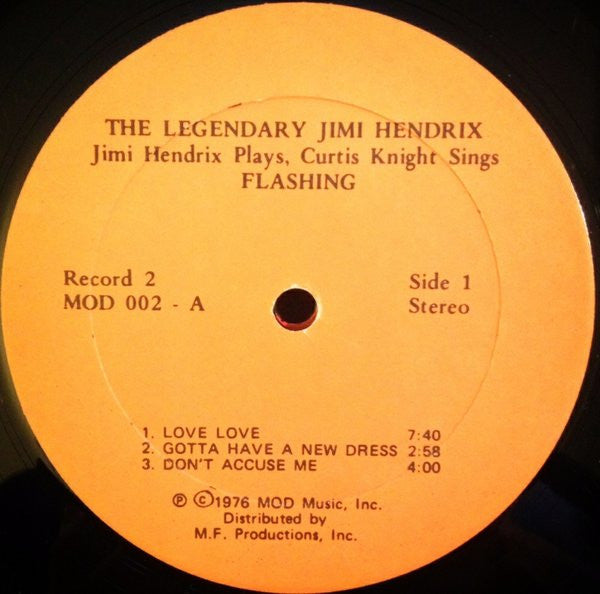 THE LEGENDARY JIMI HENDRIX
Jimi Hendrix Plays, Curtis Knight Sings
FLASHING
Record 2
MOD 002 - A
Side 1
Stereo
1. LOVE LOVE 7:40
2. GOTTA HAVE A NEW DRESS 2:58
3. DON'T ACCUSE ME 4:00
℗ ©1976 MOD Music, Inc.
Distributed by
M.F. Productions, Inc.